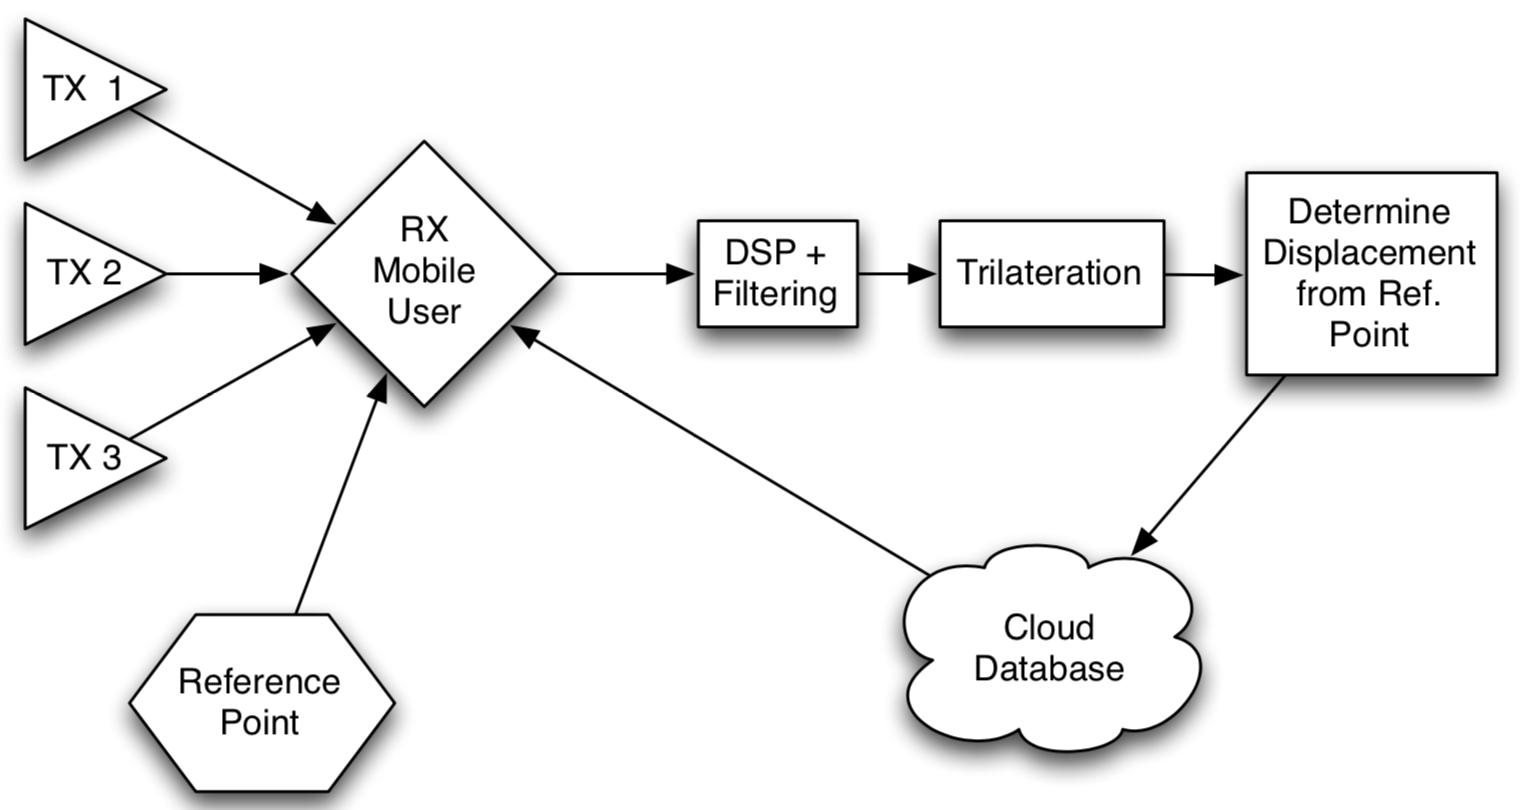 TX 1
TX 2
TX 3
RX
Mobile
User
DSP +
Filtering
Trilateration
Determine
Displacement
from Ref.
Point
Reference
Point
Cloud
Database